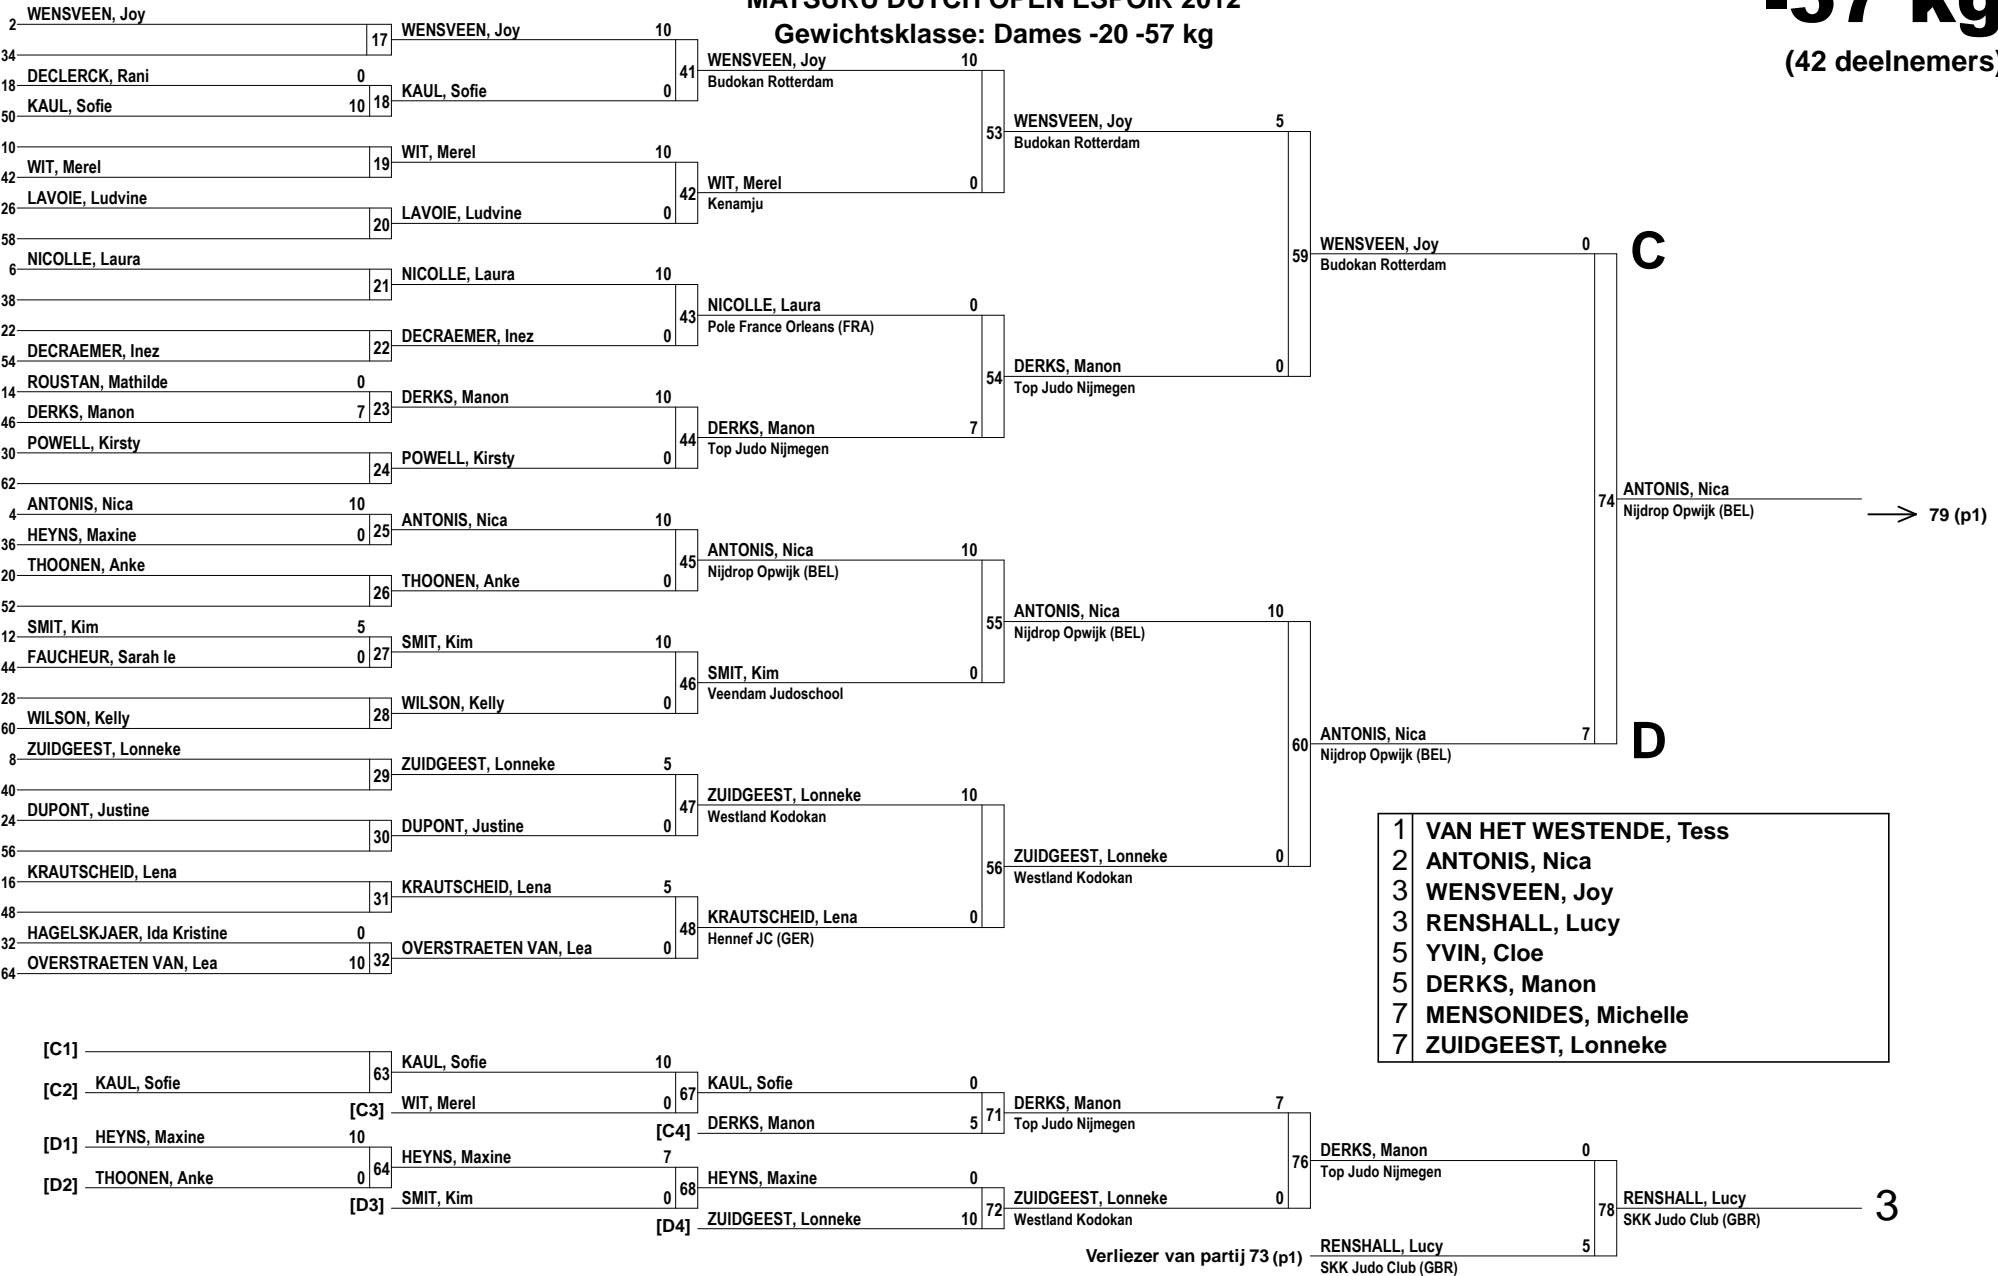 MATSURU DUTCH OPEN ESPOIR 2012
Gewichtsklasse: Dames -20 -57 kg
-57 kg
(42 deelnemers)
2 WENSVEEN, Joy
34
17
18 DECLERCK, Rani 0
50 KAUL, Sofie 10
18
10
42 WIT, Merel
19
26 LAVOIE, Ludvine
58
20
6 NICOLLE, Laura
38
21
22
54 DECRAEMER, Inez
22
14 ROUSTAN, Mathilde 0
46 DERKS, Manon 7
23
30 POWELL, Kirsty
62
24
4 ANTONIS, Nica 10
36 HEYNS, Maxine 0
25
20 THOONEN, Anke
52
26
12 SMIT, Kim 5
44 FAUCHEUR, Sarah le 0
27
28
60 WILSON, Kelly
28
8 ZUIDGEEST, Lonneke
40
29
24 DUPONT, Justine
56
30
16 KRAUTSCHEID, Lena
48
31
32 HAGELSKJAER, Ida Kristine 0
64 OVERSTRAETEN VAN, Lea 10
32
WENSVEEN, Joy 10
KAUL, Sofie 0
41
WIT, Merel 10
LAVOIE, Ludvine 0
42
NICOLLE, Laura 10
DECRAEMER, Inez 0
43
DERKS, Manon 10
POWELL, Kirsty 0
44
ANTONIS, Nica 10
THOONEN, Anke 0
45
SMIT, Kim 10
WILSON, Kelly 0
46
ZUIDGEEST, Lonneke 5
DUPONT, Justine 0
47
KRAUTSCHEID, Lena 5
OVERSTRAETEN VAN, Lea 0
48
WENSVEEN, Joy 10
Budokan Rotterdam
WIT, Merel 0
Kenamju
53
NICOLLE, Laura 0
Pole France Orleans (FRA)
DERKS, Manon 7
Top Judo Nijmegen
54
ANTONIS, Nica 10
Nijdrop Opwijk (BEL)
SMIT, Kim 0
Veendam Judoschool
55
ZUIDGEEST, Lonneke 10
Westland Kodokan
KRAUTSCHEID, Lena 0
Hennef JC (GER)
56
WENSVEEN, Joy 5
Budokan Rotterdam
DERKS, Manon 0
Top Judo Nijmegen
59
ANTONIS, Nica 10
Nijdrop Opwijk (BEL)
ZUIDGEEST, Lonneke 0
Westland Kodokan
60
WENSVEEN, Joy 0
Budokan Rotterdam
C
ANTONIS, Nica 7
Nijdrop Opwijk (BEL)
D
74
ANTONIS, Nica
Nijdrop Opwijk (BEL)
79 (p1)
1 VAN HET WESTENDE, Tess
2 ANTONIS, Nica
3 WENSVEEN, Joy
3 RENSHALL, Lucy
5 YVIN, Cloe
5 DERKS, Manon
7 MENSONIDES, Michelle
7 ZUIDGEEST, Lonneke
[C1]
[C2] KAUL, Sofie
63
[D1] HEYNS, Maxine 10
[D2] THOONEN, Anke 0
64
KAUL, Sofie 10
[C3] WIT, Merel 0
67
HEYNS, Maxine 7
[D3] SMIT, Kim 0
68
KAUL, Sofie 0
[C4] DERKS, Manon 5
71
HEYNS, Maxine 0
[D4] ZUIDGEEST, Lonneke 10
72
DERKS, Manon 7
Top Judo Nijmegen
ZUIDGEEST, Lonneke 0
Westland Kodokan
76
DERKS, Manon 0
Top Judo Nijmegen
Verliezer van partij 73 (p1) RENSHALL, Lucy 5
SKK Judo Club (GBR)
78
RENSHALL, Lucy
SKK Judo Club (GBR)
3